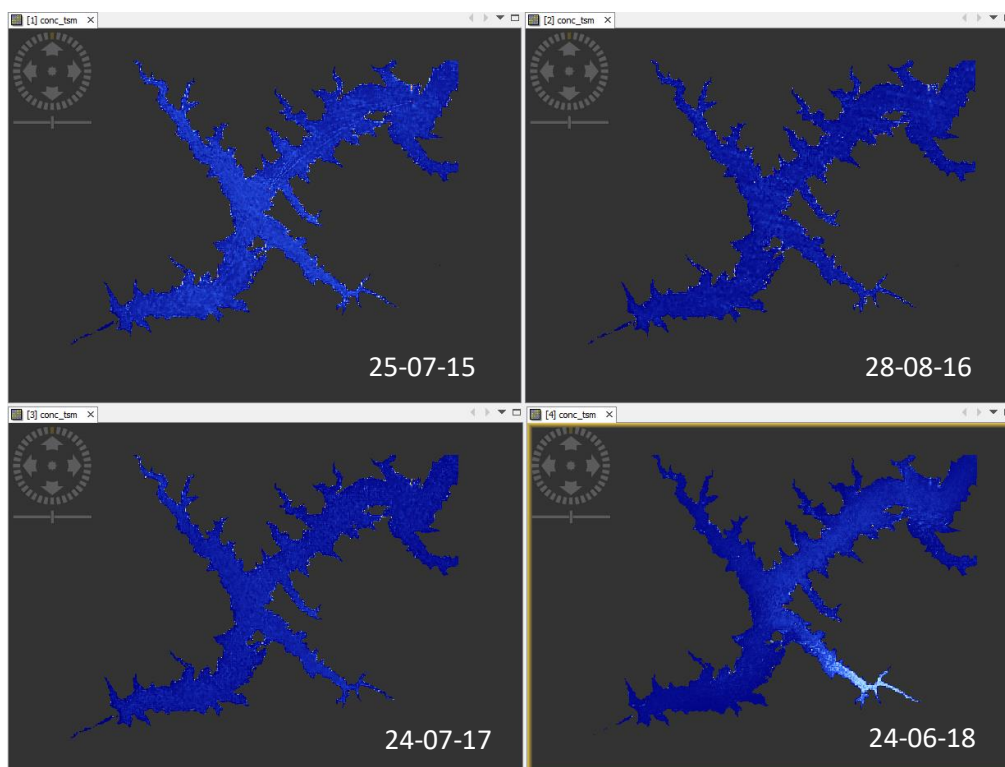 [1] conc_tsm
[2] conc_tsm
25-07-15
28-08-16
[3] conc_tsm
[4] conc_tsm
24-07-17
24-06-18